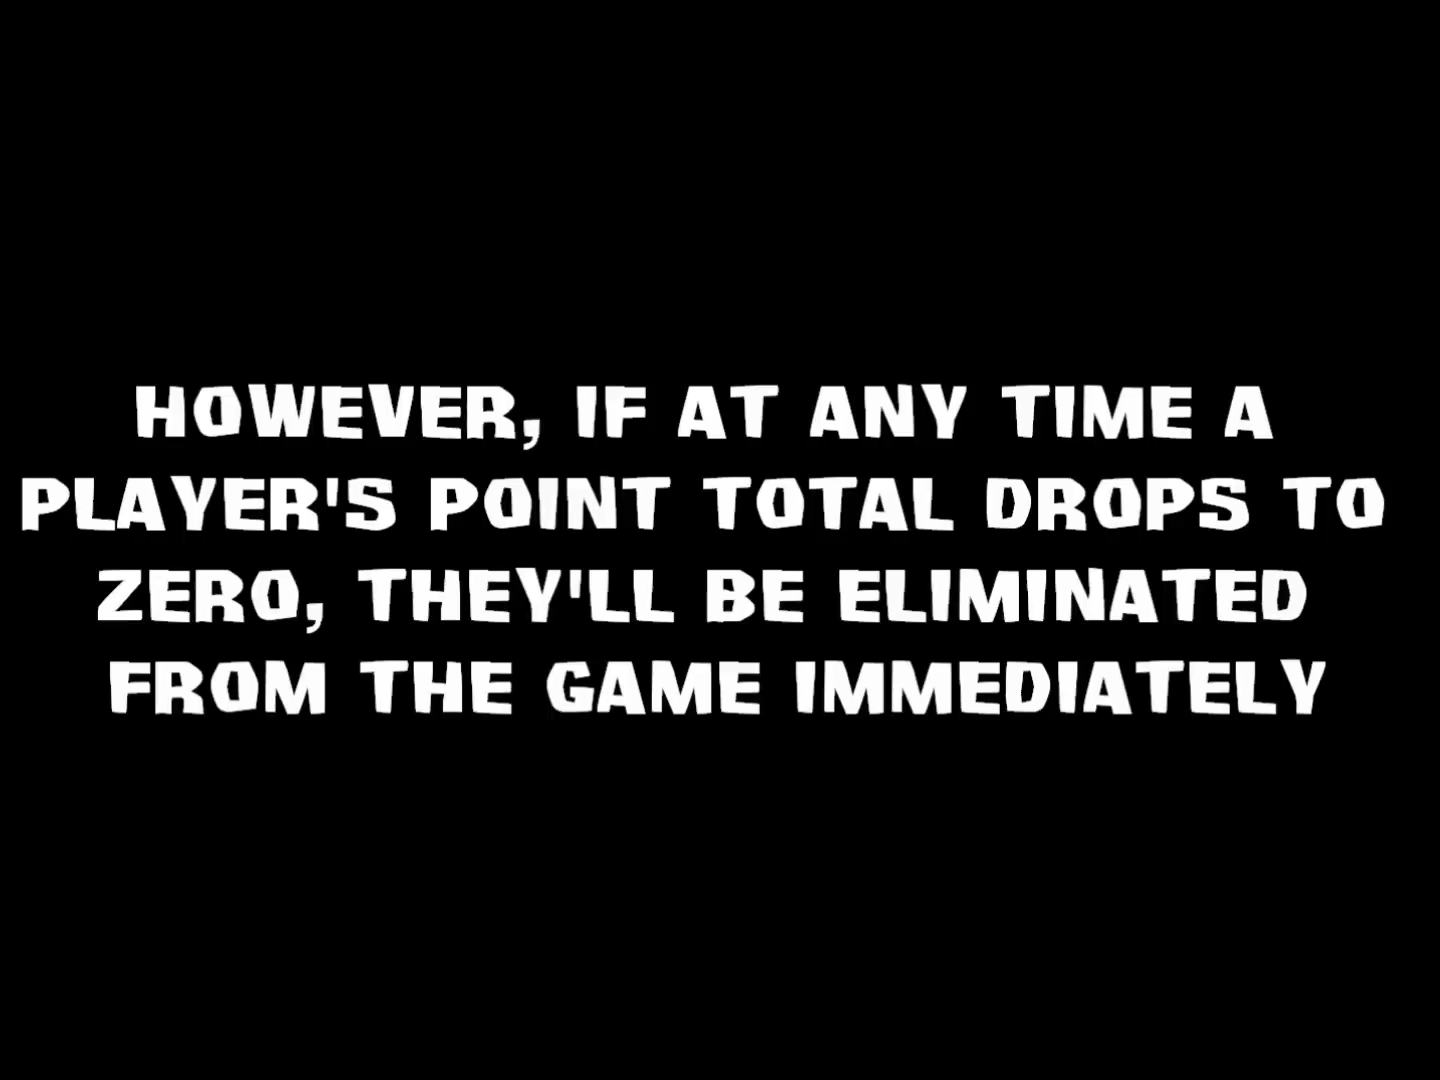 HOWEVER, IF AT ANY TIME A
PLAYER'S POINT TOTAL DROPS TO
ZERO, THEY'LL BE ELIMINATED
FROM THE GAME IMMEDIATELY